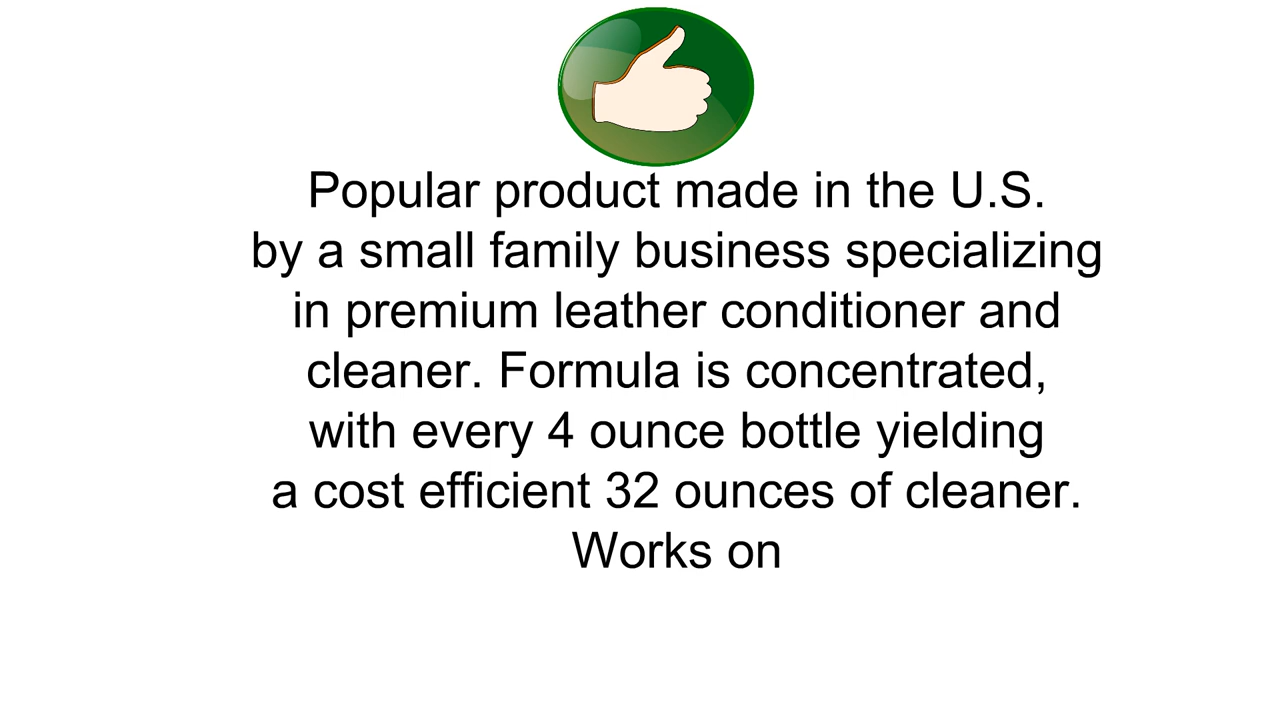 Popular product made in the U.S.
by a small family business specializing
in premium leather conditioner and
cleaner. Formula is concentrated,
with every 4 ounce bottle yielding
a cost efficient 32 ounces of cleaner.
Works on